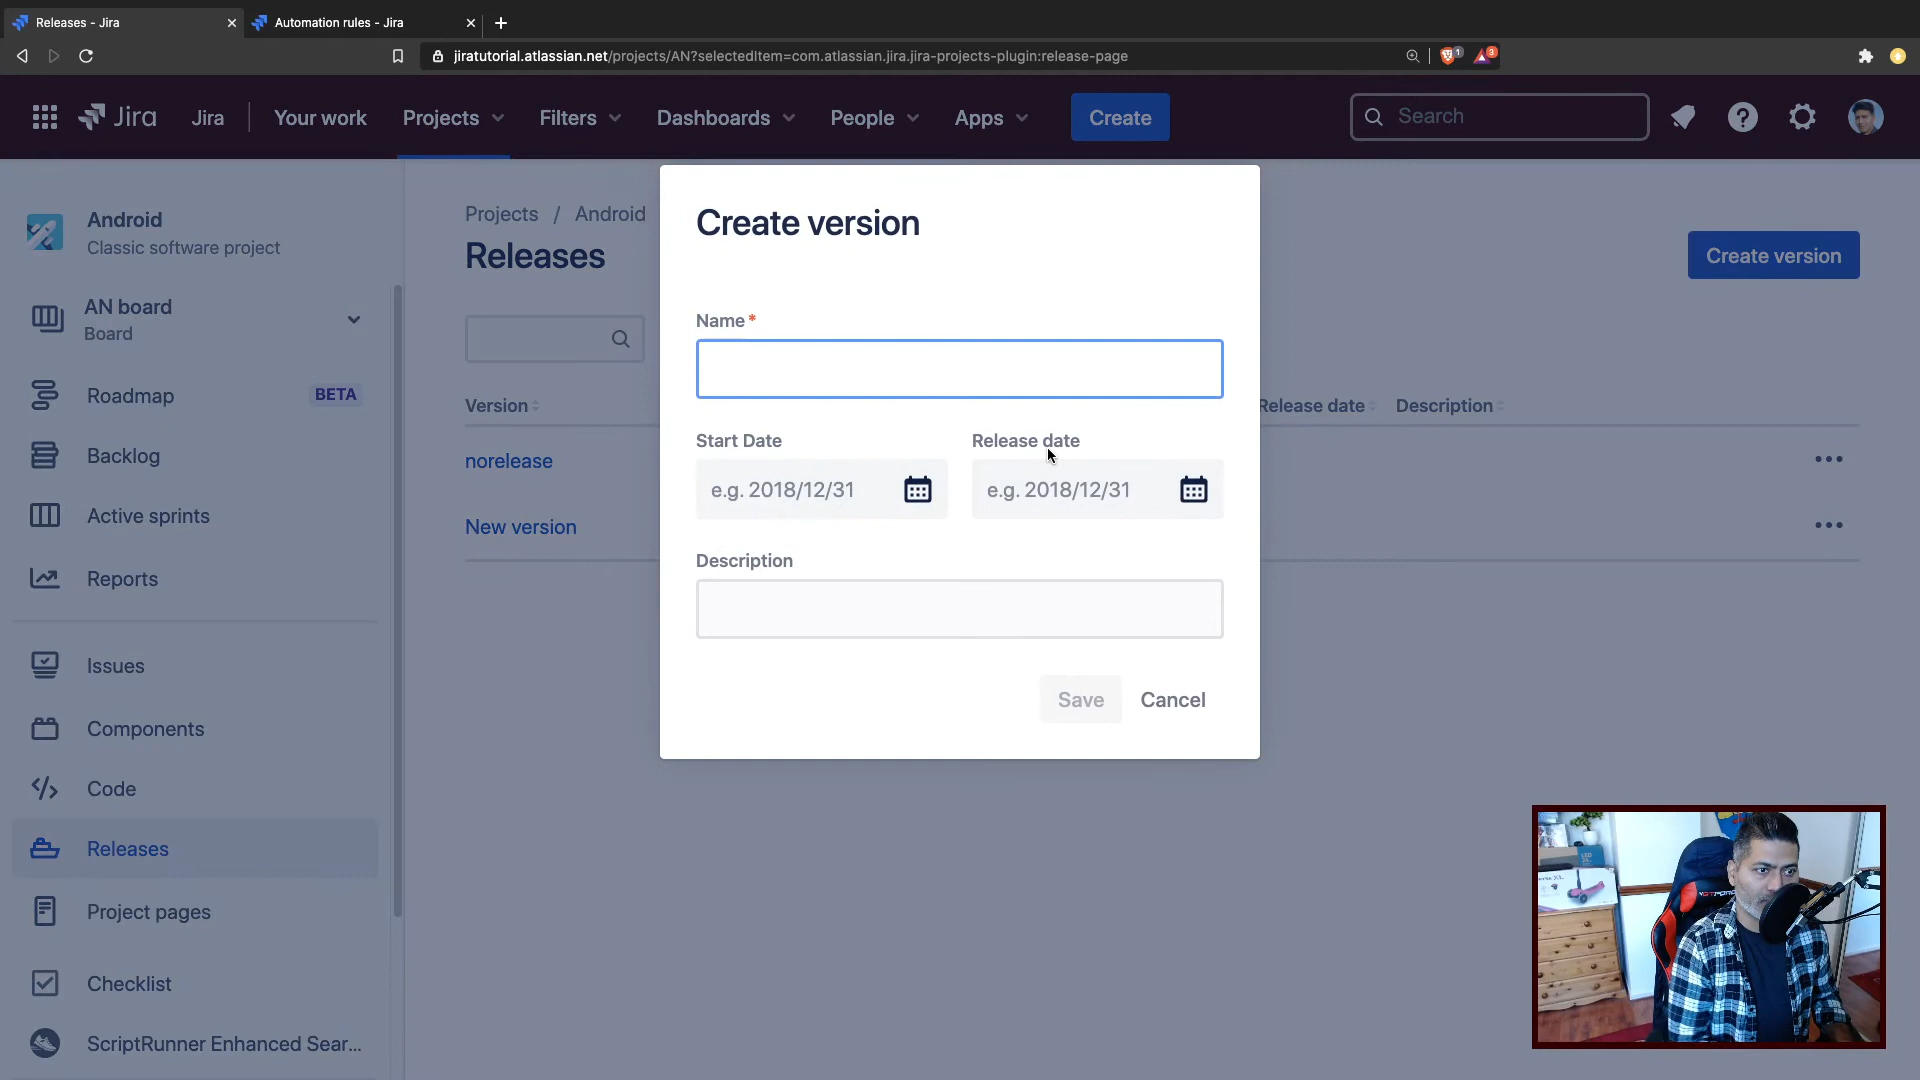 Releases - Jira
Automation rules - Jira
jiratutorial.atlassian.net/projects/AN?selectedItem=com.atlassian.jira.jira-projects-plugin:release-page
1
3
Jira
Jira
Your work
Projects
Filters
Dashboards
People
Apps
Create
Search
Android
Classic software project
AN board
Board
Roadmap
BETA
Backlog
Active sprints
Reports
Issues
Components
Code
Releases
Project pages
Checklist
ScriptRunner Enhanced Sear...
Projects / Android
Releases
Create version
Version
Release date
Description
norelease
New version
Create version
Name *
Start Date
Release date
e.g. 2018/12/31
e.g. 2018/12/31
Description
Save
Cancel